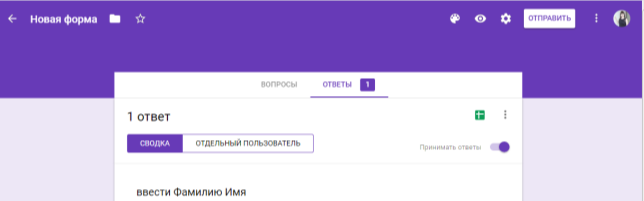 Новая форма
ОТПРАВИТЬ
ВОПРОСЫ ОТВЕТЫ 1
1 ответ
СВОДКА ОТДЕЛЬНЫЙ ПОЛЬЗОВАТЕЛЬ
Принимать ответы
ввести Фамилию Имя